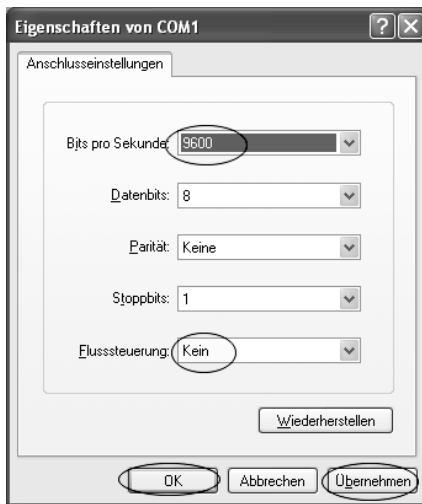 Eigenschaften von COM1
Anschlusseinstellungen
Bits pro Sekunde: 9600
Datenbits: 8
Parität: Keine
Stoppbits: 1
Flusssteuerung: Kein
Wiederherstellen
OK Abbrechen Übernehmen